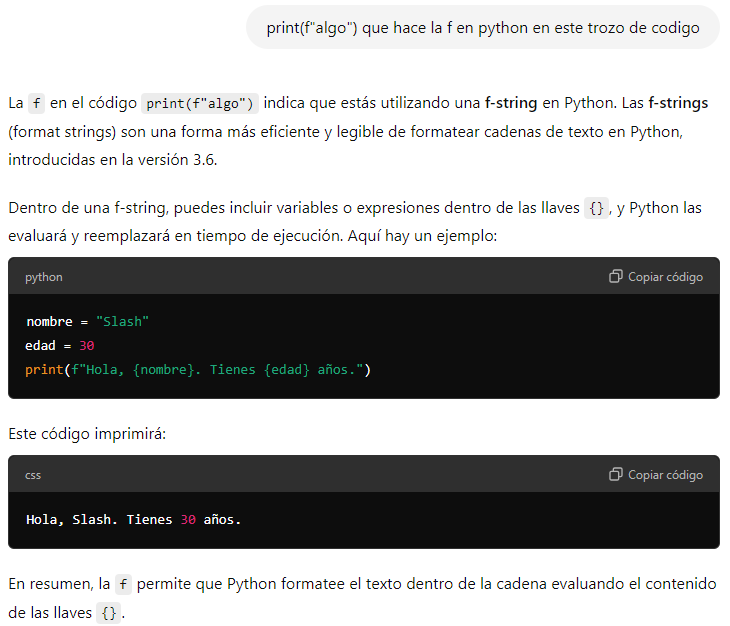 print(f"algo") que hace la f en python en este trozo de codigo
La f en el código print(f"algo") indica que estás utilizando una f-string en Python. Las f-strings
(format strings) son una forma más eficiente y legible de formatear cadenas de texto en Python,
introducidas en la versión 3.6.
Dentro de una f-string, puedes incluir variables o expresiones dentro de las llaves {}, y Python las
evaluará y reemplazará en tiempo de ejecución. Aquí hay un ejemplo:
python Copiar código
nombre = "Slash"
edad = 30
print(f"Hola, {nombre}. Tienes {edad} años.")
Este código imprimirá:
css Copiar código
Hola, Slash. Tienes 30 años.
En resumen, la f permite que Python formatee el texto dentro de la cadena evaluando el contenido
de las llaves {}.